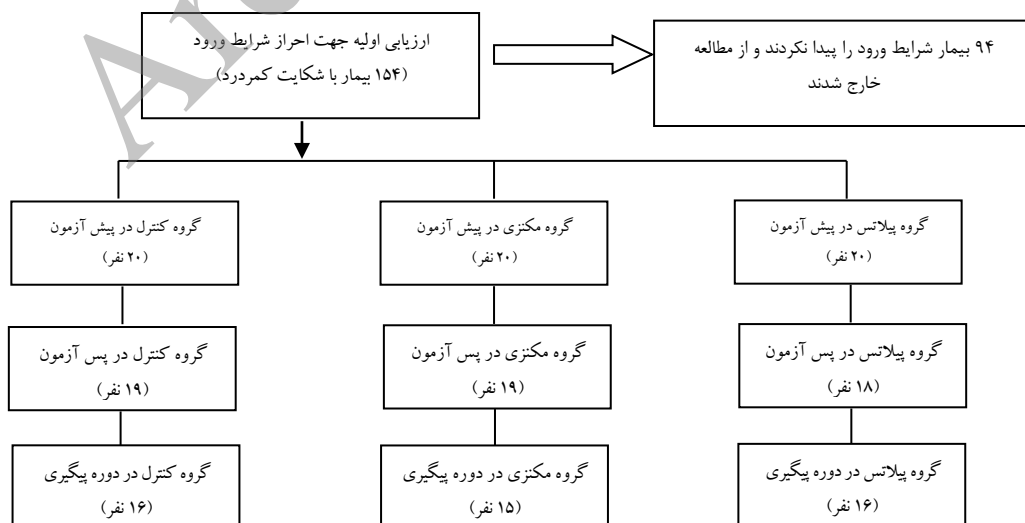 ارزیابی اولیه جهت احراز شرایط ورود
(۱۵۴ بیمار با شکایت کمردرد)
۹۴ بیمار شرایط ورود را پیدا نکردند و از مطالعه
خارج شدند
گروه پیلاتس در پیش آزمون
(۲۰ نفر)
گروه مکنزی در پیش آزمون
(۲۰ نفر)
گروه کنترل در پیش آزمون
(۲۰ نفر)
گروه پیلاتس در پس آزمون
(۱۸ نفر)
گروه مکنزی در پس آزمون
(۱۹ نفر)
گروه کنترل در پس آزمون
(۱۹ نفر)
گروه پیلاتس در دوره پیگیری
(۱۶ نفر)
گروه مکنزی در دوره پیگیری
(۱۵ نفر)
گروه کنترل در دوره پیگیری
(۱۶ نفر)